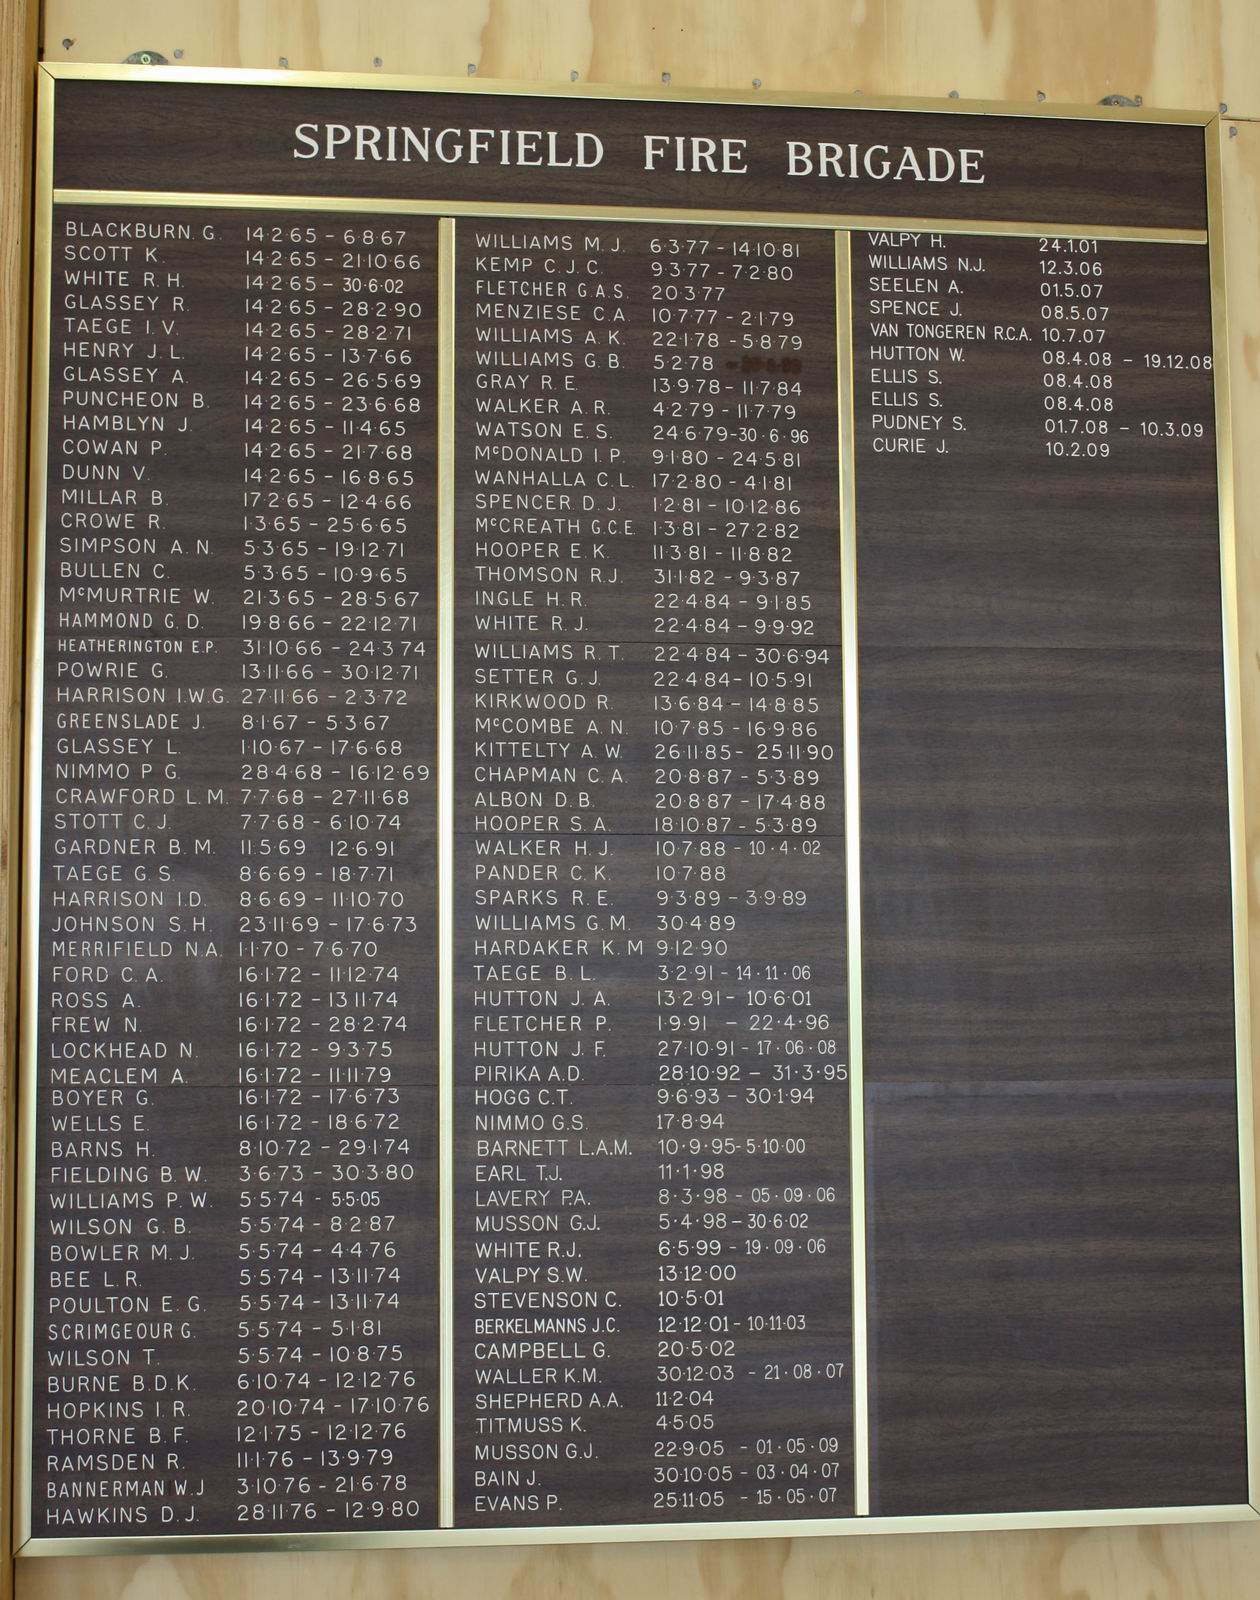 SPRINGFIELD FIRE BRIGADE
BLACKBURN. G. 14·2·65 - 6·8·67
SCOTT K. 14·2·65 - 21·10·66
WHITE R. H. 14·2·65 - 30·6·02
GLASSEY R. 14·2·65 - 28·2·90
TAEGE I. V. 14·2·65 - 28·2·71
HENRY J. L. 14·2·65 - 13·7·66
GLASSEY A. 14·2·65 - 26·5·69
PUNCHEON B. 14·2·65 - 23·6·68
HAMBLYN J. 14·2·65 - 11·4·65
COWAN P. 14·2·65 - 21·7·68
DUNN V. 14·2·65 - 16·8·65
MILLAR B. 17·2·65 - 12·4·66
CROWE R. 1·3·65 - 25·6·65
SIMPSON A. N. 5·3·65 - 19·12·71
BULLEN C. 5·3·65 - 10·9·65
McMURTRIE W. 21·3·65 - 28·5·67
HAMMOND G. D. 19·8·66 - 22·12·71
HEATHERINGTON E.P. 31·10·66 - 24·3·74
POWRIE G. 13·11·66 - 30·12·71
HARRISON I.W.G. 27·11·66 - 2·3·72
GREENSLADE J. 8·1·67 - 5·3·67
GLASSEY L. 1·10·67 - 17·6·68
NIMMO P G. 28·4·68 - 16·12·69
CRAWFORD L. M. 7·7·68 - 27·11·68
STOTT C. J. 7·7·68 - 6·10·74
GARDNER B. M. 11·5·69 12·6·91
TAEGE G. S. 8·6·69 - 18·7·71
HARRISON I.D. 8·6·69 - 11·10·70
JOHNSON S. H. 23·11·69 - 17·6·73
MERRIFIELD N.A. 1·1·70 - 7·6·70
FORD C. A. 16·1·72 - 11·12·74
ROSS A. 16·1·72 - 13·11·74
FREW N. 16·1·72 - 28·2·74
LOCKHEAD N. 16·1·72 - 9·3·75
MEACLEM A. 16·1·72 - 11·11·79
BOYER G. 16·1·72 - 17·6·73
WELLS E. 16·1·72 - 18·6·72
BARNS H. 8·10·72 - 29·1·74
FIELDING B. W. 3·6·73 - 30·3·80
WILLIAMS P. W. 5·5·74 - 5·5·05
WILSON G. B. 5·5·74 - 8·2·87
BOWLER M. J. 5·5·74 - 4·4·76
BEE L. R. 5·5·74 - 13·11·74
POULTON E. G. 5·5·74 - 13·11·74
SCRIMGEOUR G. 5·5·74 - 5·1·81
WILSON T. 5·5·74 - 10·8·75
BURNE B.D.K. 6·10·74 - 12·12·76
HOPKINS I. R. 20·10·74 - 17·10·76
THORNE B. F. 12·1·75 - 12·12·76
RAMSDEN R. 11·1·76 - 13·9·79
BANNERMAN W.J 3·10·76 - 21·6·78
HAWKINS D. J. 28·11·76 - 12·9·80
WILLIAMS M. J. 6·3·77 - 14·10·81
KEMP C. J. C. 9·3·77 - 7·2·80
FLETCHER G.A.S. 20·3·77
MENZIESE C.A. 10·7·77 - 2·1·79
WILLIAMS A. K. 22·1·78 - 5·8·79
WILLIAMS G. B. 5·2·78
GRAY R. E. 13·9·78 - 11·7·84
WALKER A. R. 4·2·79 - 11·7·79
WATSON E. S. 24·6·79-30·6·96
McDONALD I. P. 9·1·80 - 24·5·81
WANHALLA C. L. 17·2·80 - 4·1·81
SPENCER D. J. 1·2·81 - 10·12·86
McCREATH G.C.E. 1·3·81 - 27·2·82
HOOPER E. K. 11·3·81 - 11·8·82
THOMSON R.J. 31·1·82 - 9·3·87
INGLE H. R. 22·4·84 - 9·1·85
WHITE R. J. 22·4·84 - 9·9·92
WILLIAMS R. T. 22·4·84 - 30·6·94
SETTER G. J. 22·4·84- 10·5·91
KIRKWOOD R. 13·6·84 - 14·8·85
McCOMBE A. N. 10·7·85 - 16·9·86
KITTELTY A. W. 26·11·85- 25·11·90
CHAPMAN C. A. 20·8·87 - 5·3·89
ALBON D. B. 20·8·87 - 17·4·88
HOOPER S. A. 18·10·87 - 5·3·89
WALKER H. J. 10·7·88 - 10·4·02
PANDER C. K. 10·7·88
SPARKS R. E. 9·3·89 - 3·9·89
WILLIAMS G. M. 30·4·89
HARDAKER K. M 9·12·90
TAEGE B. L. 3·2·91 - 14·11·06
HUTTON J. A. 13·2·91- 10·6·01
FLETCHER P. 1·9·91 - 22·4·96
HUTTON J. F. 27·10·91 - 17·06·08
PIRIKA A.D. 28·10·92 - 31·3·95
HOGG C.T. 9·6·93 - 30·1·94
NIMMO G.S. 17·8·94
BARNETT L.A.M. 10·9·95- 5·10·00
EARL T.J. 11·1·98
LAVERY P.A. 8·3·98 - 05·09·06
MUSSON G.J. 5·4·98 - 30·6·02
WHITE R.J. 6·5·99 - 19·09·06
VALPY S.W. 13·12·00
STEVENSON C. 10·5·01
BERKELMANNS J.C. 12·12·01 - 10·11·03
CAMPBELL G. 20·5·02
WALLER K.M. 30·12·03 - 21·08·07
SHEPHERD A.A. 11·2·04
TITMUSS K. 4·5·05
MUSSON G.J. 22·9·05 - 01·05·09
BAIN J. 30·10·05 - 03·04·07
EVANS P. 25·11·05 - 15·05·07
VALPY H. 24.1.01
WILLIAMS N.J. 12.3.06
SEELEN A. 01.5.07
SPENCE J. 08.5.07
VAN TONGEREN R.C.A. 10.7.07
HUTTON W. 08.4.08 - 19.12.08
ELLIS S. 08.4.08
ELLIS S. 08.4.08
PUDNEY S. 01.7.08 - 10.3.09
CURIE J. 10.2.09